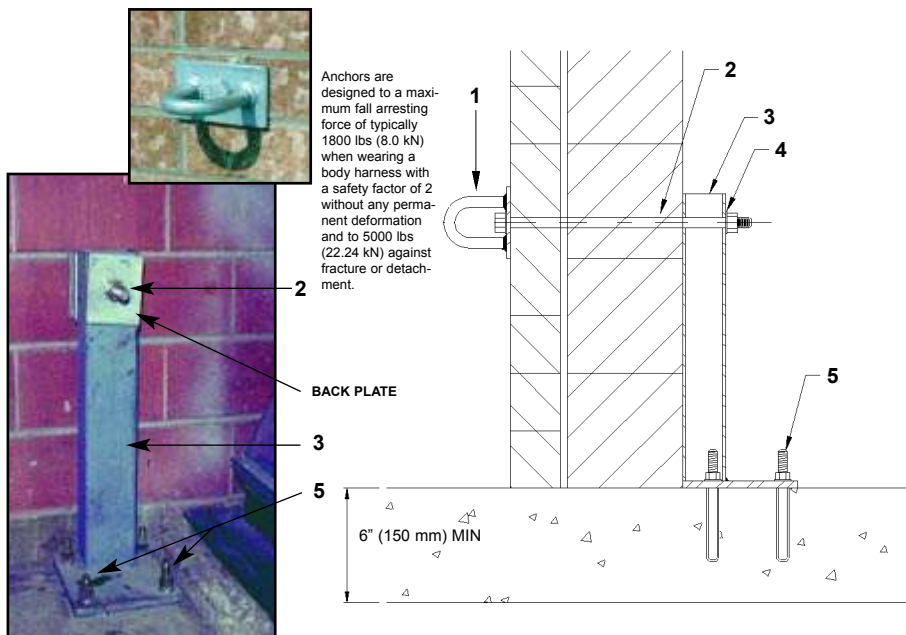 Anchors are
designed to a maxi-
mum fall arresting
force of typically
1800 lbs (8.0 kN)
when wearing a
body harness with
a safety factor of 2
without any perma-
nent deformation
and to 5000 lbs
(22.24 kN) against
fracture or detach-
ment.
1
2
3
4
2
BACK PLATE
3
5
5
6” (150 mm) MIN